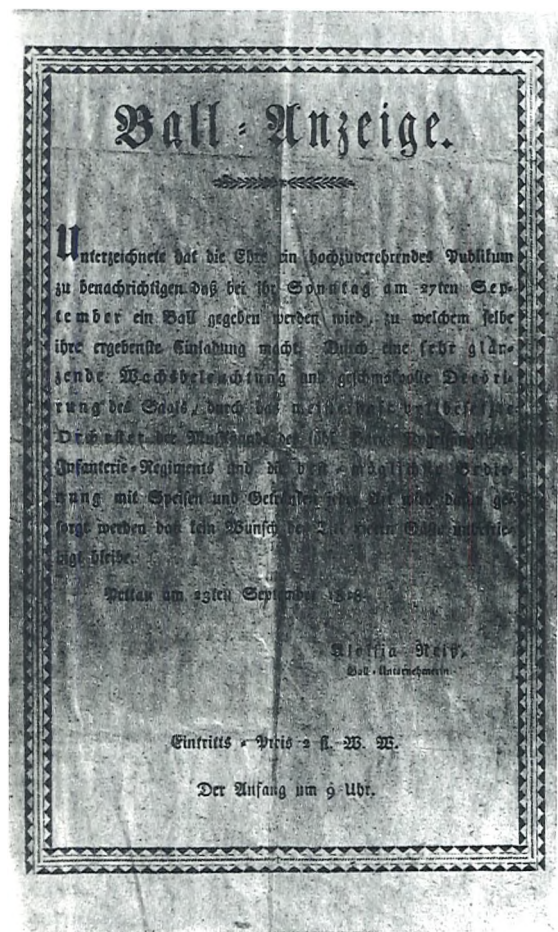 Ball-Anzeige.
Unterzeichnete hat die Ehre ein hochzuverehrendes Publikum
zu benachrichtigen daß bei ihr Sonntag am 27ten Sep-
tember ein Ball gegeben werden wird, zu welchem selbe
ihre ergebenste Einladung macht. Durch eine sehr glän-
zende Wachsbeleuchtung und geschmackvolle
des Saals, durch das meisterhaft
Orchester der Musikbande des löbl.
Infanterie-Regiments und die best-möglichste Bedie-
nung mit Speisen und Getränken jeder Art wird dafür ge-
sorgt werden daß kein Wunsch der Gäste unbefrie-
digt bleibe.
Pettau am 23ten September
Aloisia
Ball-Unternehmerin
Eintritts-Preis 2 fl. W. W.
Der Anfang um 9 Uhr.